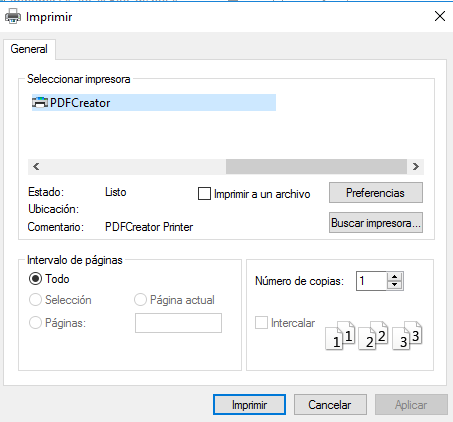 Imprimir
General
Seleccionar impresora
PDFCreator
Estado: Listo
Imprimir a un archivo
Preferencias
Ubicación:
Buscar impresora...
Comentario: PDFCreator Printer
Intervalo de páginas
Todo
Selección
Página actual
Páginas:
Número de copias: 1
Intercalar
1 1 2 2 3 3
Imprimir
Cancelar
Aplicar